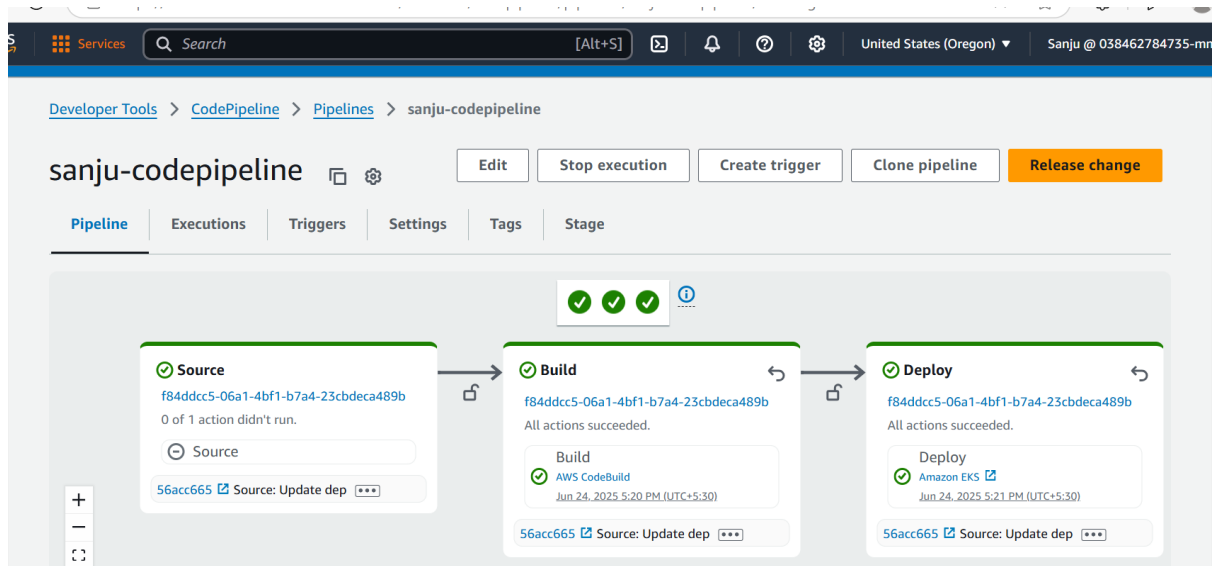 Services
Search
[Alt+S]
United States (Oregon) ▼
Sanju @ 038462784735-
Developer Tools > CodePipeline > Pipelines > sanju-codepipeline
sanju-codepipeline
Edit
Stop execution
Create trigger
Clone pipeline
Release change
Pipeline
Executions
Triggers
Settings
Tags
Stage
Source
f84ddcc5-06a1-4bf1-b7a4-23cbdeca489b
0 of 1 action didn't run.
Source
56acc665 Source: Update dep
Build
f84ddcc5-06a1-4bf1-b7a4-23cbdeca489b
All actions succeeded.
Build
AWS CodeBuild
Jun 24, 2025 5:20 PM (UTC+5:30)
56acc665 Source: Update dep
Deploy
f84ddcc5-06a1-4bf1-b7a4-23cbdeca489b
All actions succeeded.
Deploy
Amazon EKS
Jun 24, 2025 5:21 PM (UTC+5:30)
56acc665 Source: Update dep